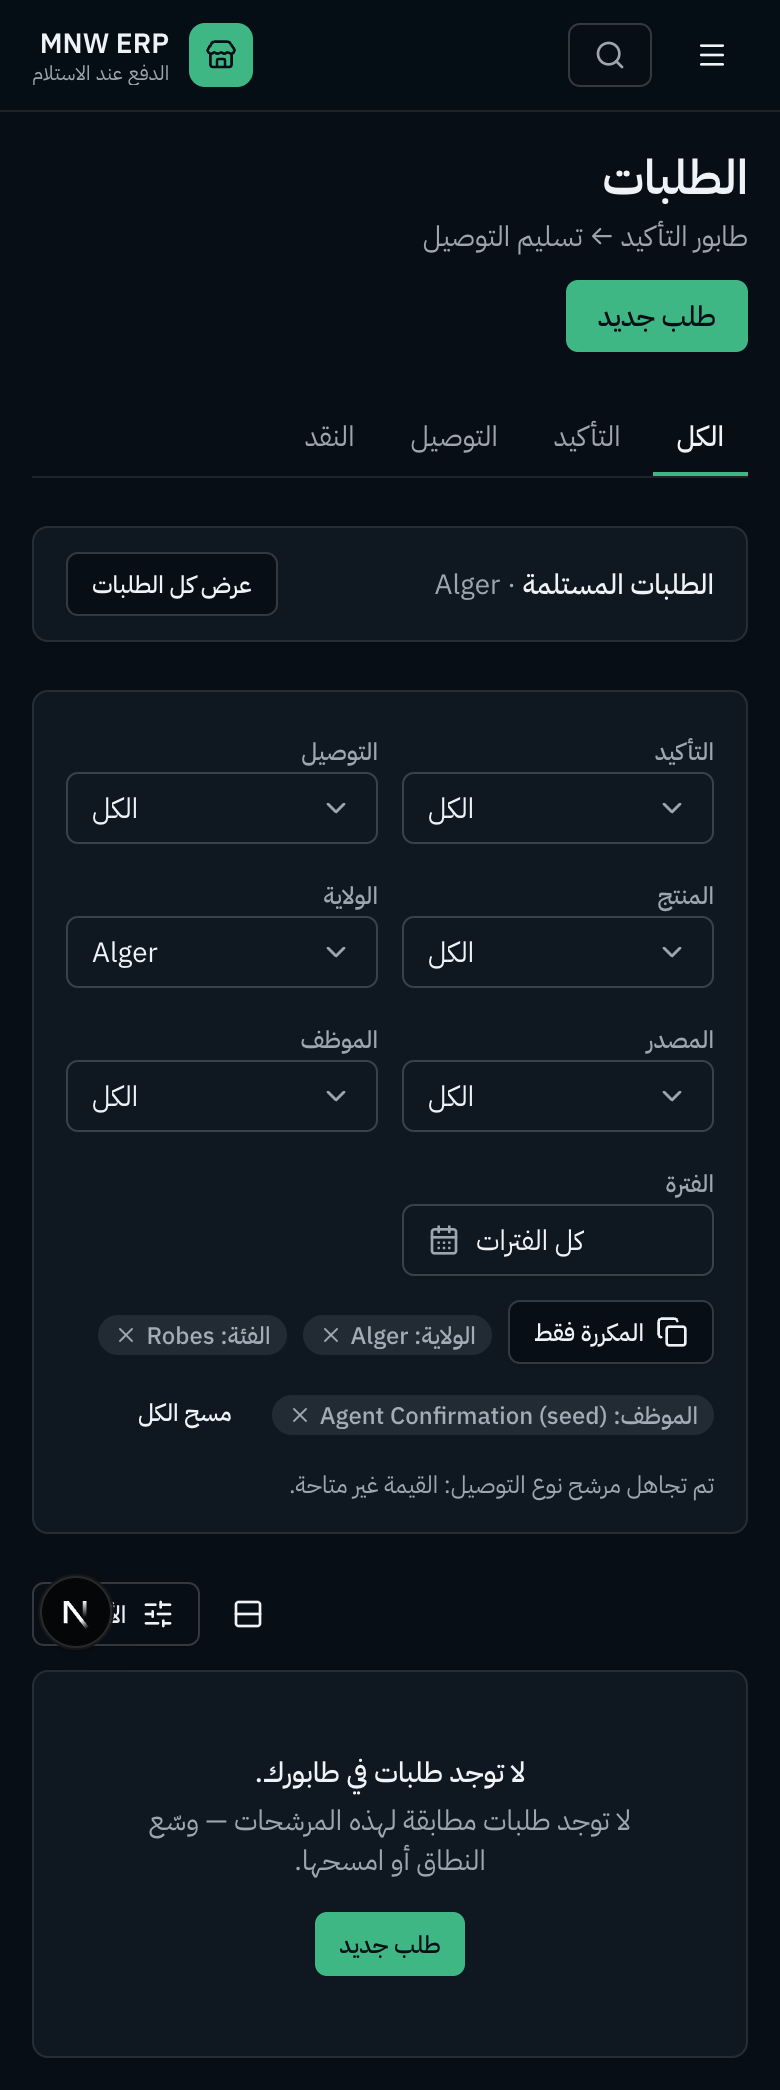 MNW ERP
الدفع عند الاستلام
الطلبات
طابور التأكيد ← تسليم التوصيل
طلب جديد
الكل
التأكيد
التوصيل
النقد
الطلبات المستلمة · Alger
عرض كل الطلبات
التأكيد
التوصيل
الكل
الكل
المنتج
الولاية
الكل
Alger
المصدر
الموظف
الكل
الكل
الفترة
كل الفترات
المكررة فقط
الولاية: Alger
الفئة: Robes
الموظف: Agent Confirmation (seed)
مسح الكل
تم تجاهل مرشح نوع التوصيل: القيمة غير متاحة.
لا توجد طلبات في طابورك.
لا توجد طلبات مطابقة لهذه المرشحات — وسّع
النطاق أو امسحها.
طلب جديد